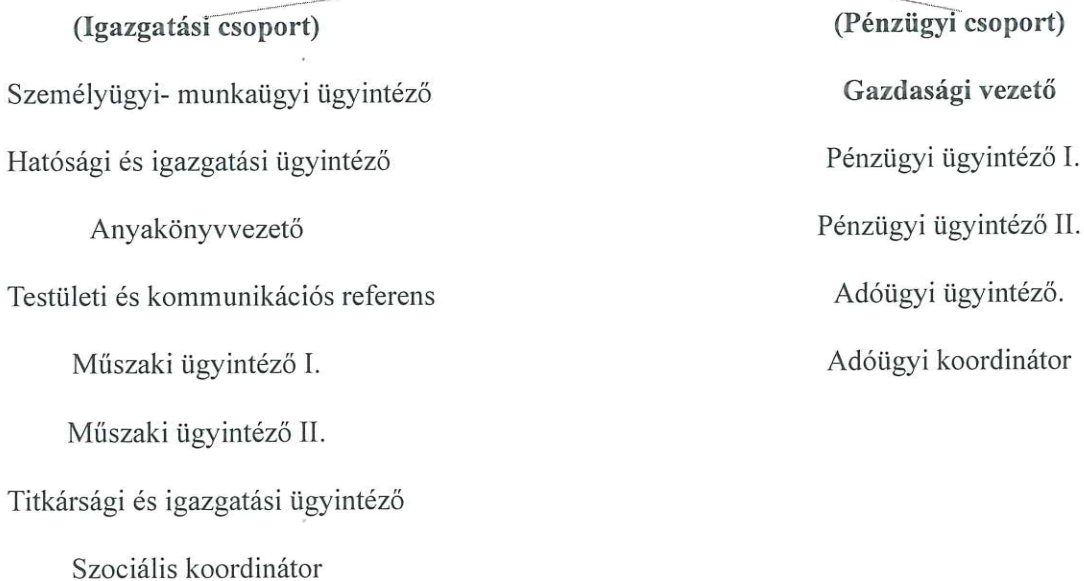 (Igazgatási csoport)
Személyügyi- munkaügyi ügyintéző
Hatósági és igazgatási ügyintéző
Anyakönyvvezető
Testületi és kommunikációs referens
Műszaki ügyintéző I.
Műszaki ügyintéző II.
Titkársági és igazgatási ügyintéző
Szociális koordinátor
(Pénzügyi csoport)
Gazdasági vezető
Pénzügyi ügyintéző I.
Pénzügyi ügyintéző II.
Adóügyi ügyintéző.
Adóügyi koordinátor